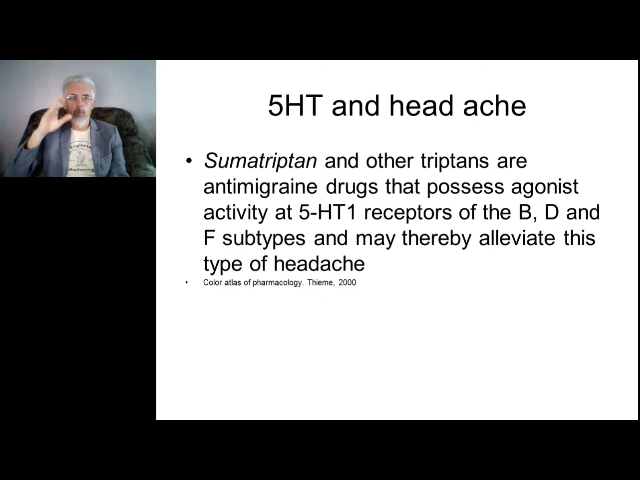 5HT and head ache
• Sumatriptan and other triptans are
antimigraine drugs that possess agonist
activity at 5-HT1 receptors of the B, D and
F subtypes and may thereby alleviate this
type of headache
• Color atlas of pharmacology. Thieme, 2000